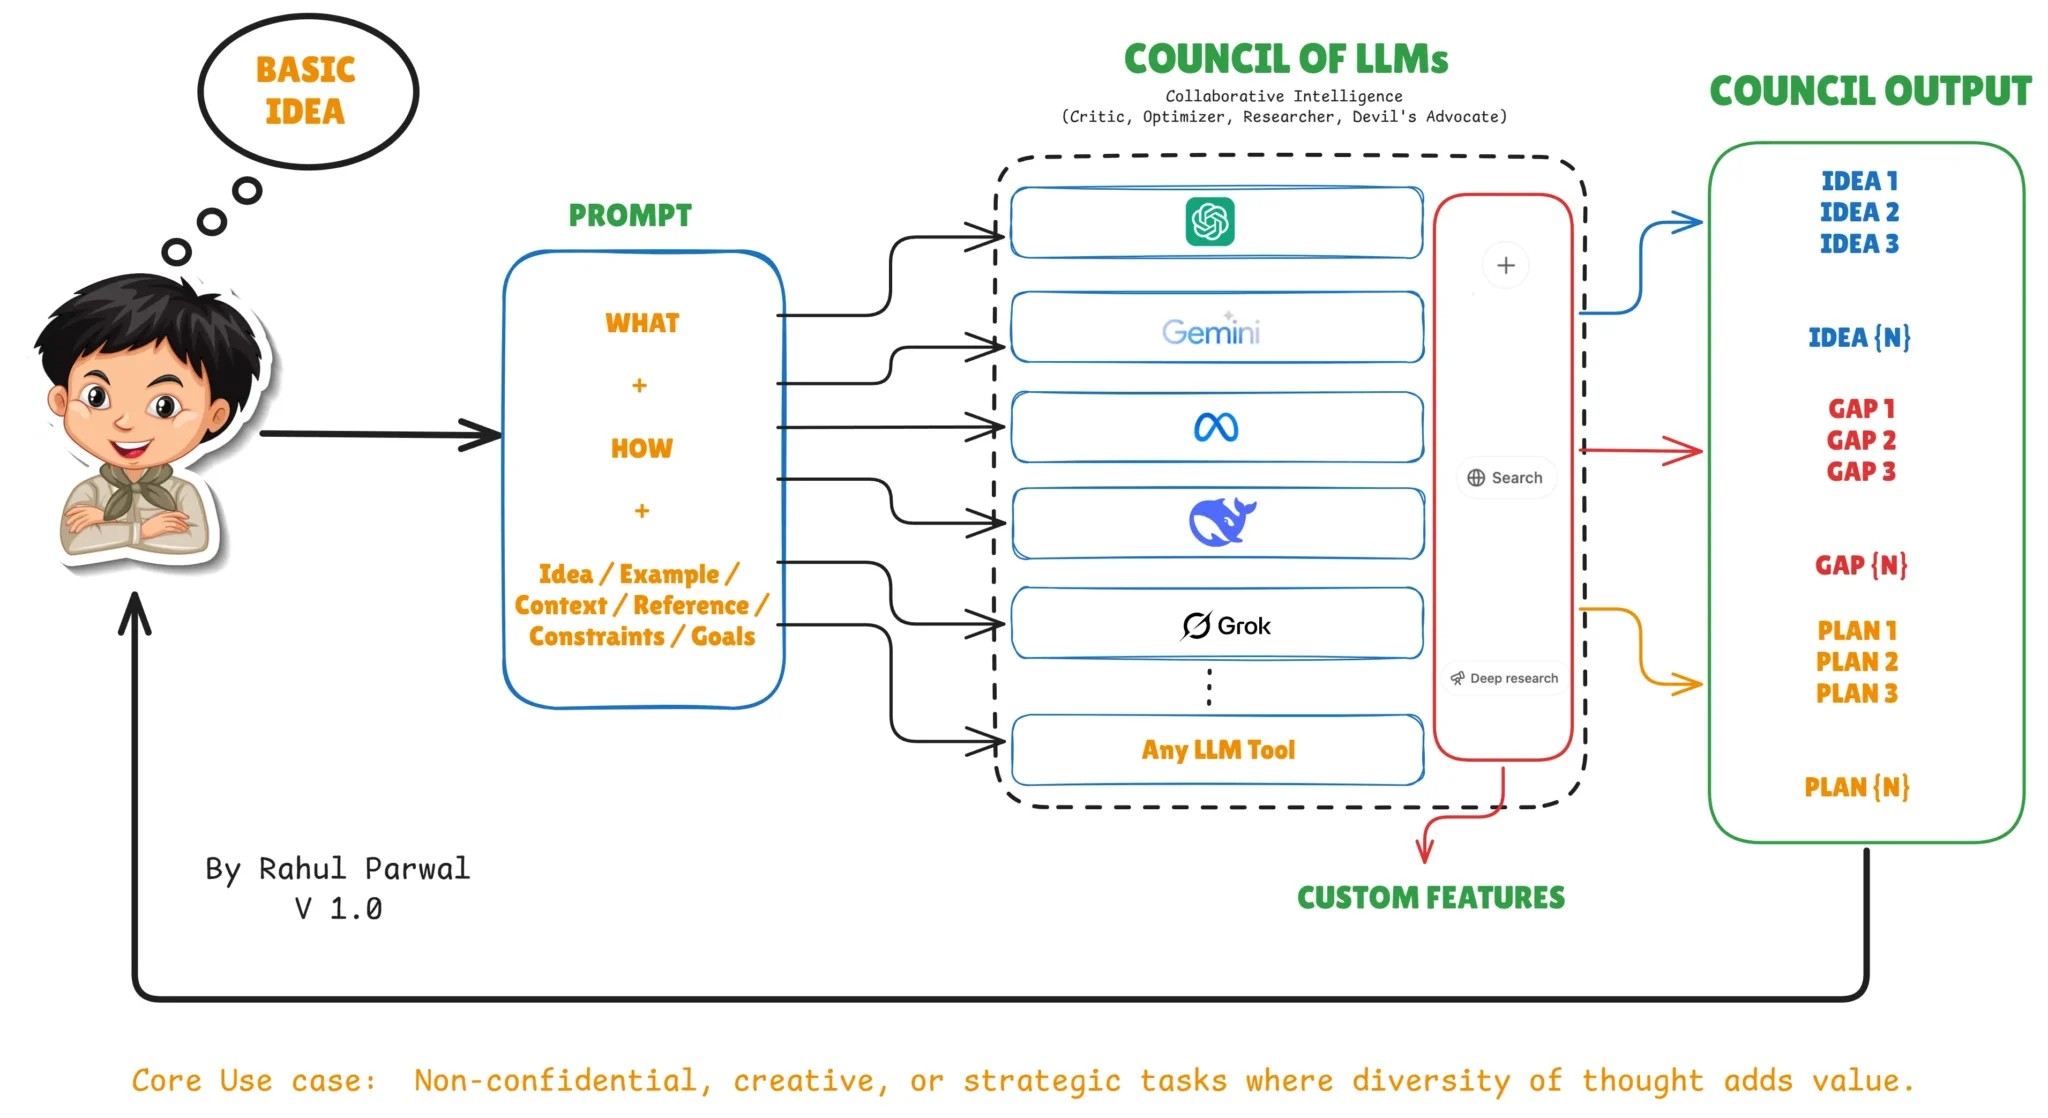 BASIC
IDEA
PROMPT
WHAT
+
HOW
+
Idea / Example /
Context / Reference /
Constraints / Goals
COUNCIL OF LLMs
Collaborative Intelligence
(Critic, Optimizer, Researcher, Devil's Advocate)
Gemini
Grok
Any LLM Tool
+
Search
Deep research
CUSTOM FEATURES
COUNCIL OUTPUT
IDEA 1
IDEA 2
IDEA 3
IDEA {N}
GAP 1
GAP 2
GAP 3
GAP {N}
PLAN 1
PLAN 2
PLAN 3
PLAN {N}
By Rahul Parwal
V 1.0
Core Use case: Non-confidential, creative, or strategic tasks where diversity of thought adds value.